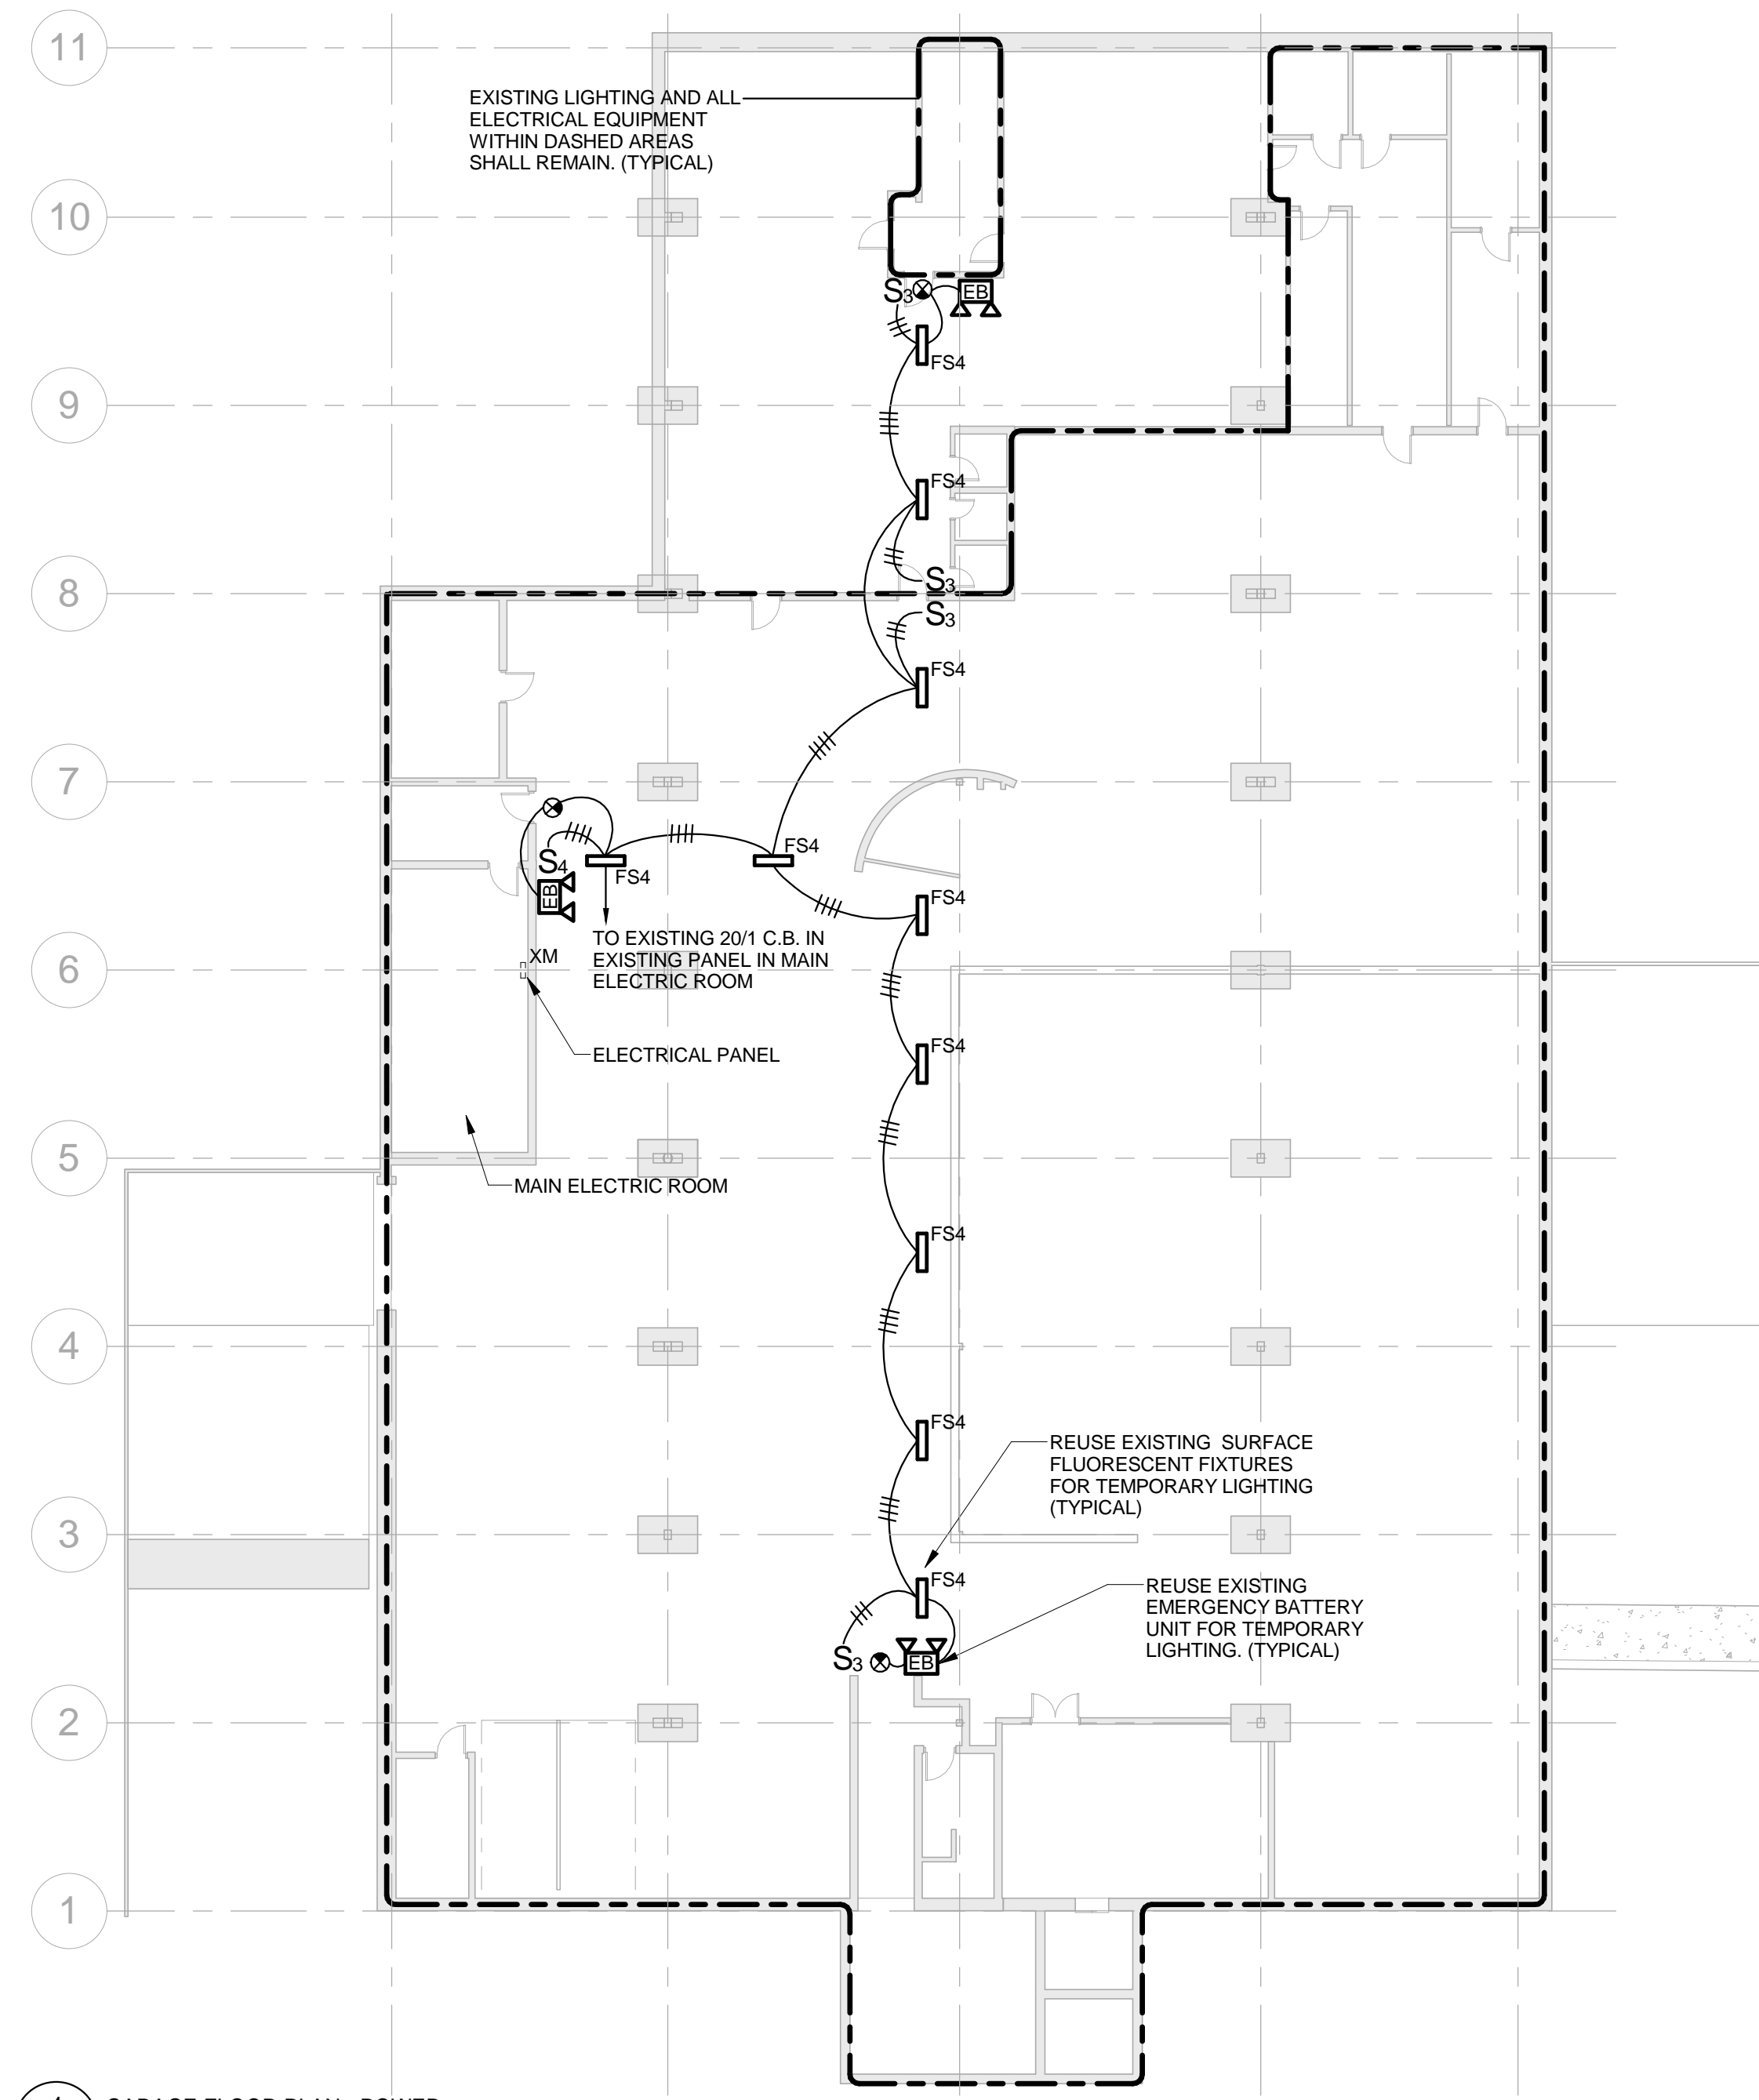 11
EXISTING LIGHTING AND ALL
ELECTRICAL EQUIPMENT
WITHIN DASHED AREAS
SHALL REMAIN. (TYPICAL)
10
S3
EB
FS4
9
FS4
S3
8
S3
FS4
7
FS4
S4
FS4
EB
FS4
TO EXISTING 20/1 C.B. IN
EXISTING PANEL IN MAIN
ELECTRIC ROOM
XM
6
FS4
ELECTRICAL PANEL
5
MAIN ELECTRIC ROOM
FS4
4
FS4
REUSE EXISTING SURFACE
FLUORESCENT FIXTURES
FOR TEMPORARY LIGHTING
(TYPICAL)
3
FS4
REUSE EXISTING
EMERGENCY BATTERY
UNIT FOR TEMPORARY
LIGHTING. (TYPICAL)
S3
EB
2
1
GARAGE FLOOR PLAN - POWER